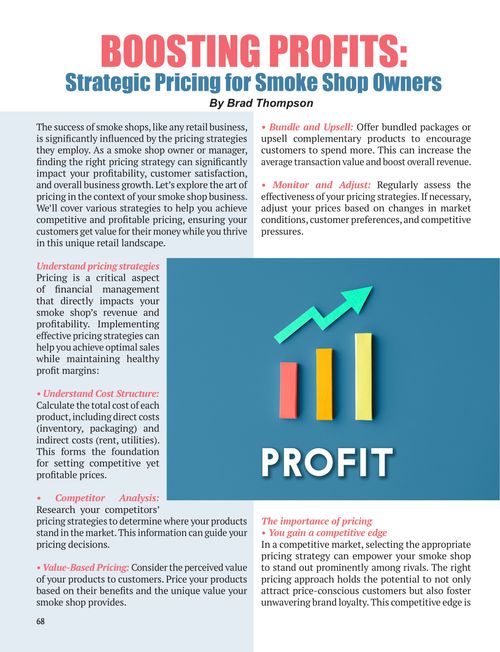 BOOSTING PROFITS:
Strategic Pricing for Smoke Shop Owners
By Brad Thompson
The success of smoke shops, like any retail business,
is significantly influenced by the pricing strategies
they employ. As a smoke shop owner or manager,
finding the right pricing strategy can significantly
impact your profitability, customer satisfaction,
and overall business growth. Let's explore the art of
pricing in the context of your smoke shop business.
We'll cover various strategies to help you achieve
competitive and profitable pricing, ensuring your
customers get value for their money while you thrive
in this unique retail landscape.
Understand pricing strategies
Pricing is a critical aspect
of financial management
that directly impacts your
smoke shop's revenue and
profitability. Implementing
effective pricing strategies can
help you achieve optimal sales
while maintaining healthy
profit margins:
• Understand Cost Structure:
Calculate the total cost of each
product, including direct costs
(inventory, packaging) and
indirect costs (rent, utilities).
This forms the foundation
for setting competitive yet
profitable prices.
• Competitor Analysis:
Research your competitors'
pricing strategies to determine where your products
stand in the market. This information can guide your
pricing decisions.
• Value-Based Pricing: Consider the perceived value
of your products to customers. Price your products
based on their benefits and the unique value your
smoke shop provides.
• Bundle and Upsell: Offer bundled packages or
upsell complementary products to encourage
customers to spend more. This can increase the
average transaction value and boost overall revenue.
• Monitor and Adjust: Regularly assess the
effectiveness of your pricing strategies. If necessary,
adjust your prices based on changes in market
conditions, customer preferences, and competitive
pressures.
PROFIT
The importance of pricing
• You gain a competitive edge
In a competitive market, selecting the appropriate
pricing strategy can empower your smoke shop
to stand out prominently among rivals. The right
pricing approach holds the potential to not only
attract price-conscious customers but also foster
unwavering brand loyalty. This competitive edge is
68